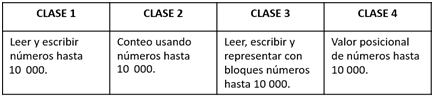 CLASE 1
CLASE 2
CLASE 3
CLASE 4
Leer y escribir
números hasta
10 000.
Conteo usando
números hasta
10 000.
Leer, escribir y
representar con
bloques números
hasta 10 000.
Valor posicional
de números hasta
10 000.